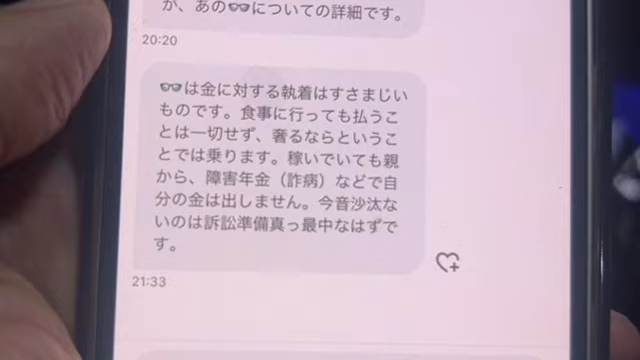 か、あの👓についての詳細です。
20:20
👓は金に対する執着はすさまじい
ものです。食事に行っても払うこ
とは一切せず、奢るならというこ
とでは乗ります。稼いでいても親
から、障害年金（詐病）などで自
分の金は出しません。今音沙汰な
いのは訴訟準備真っ最中なはずで
す。
21:33